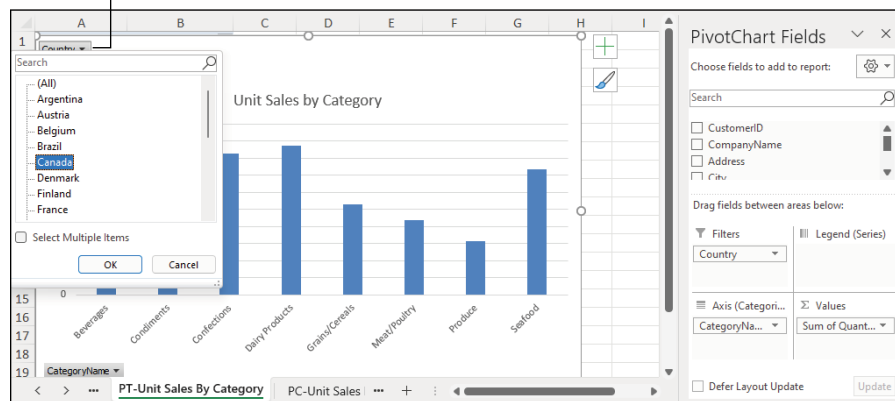 A B C D E F G H I
1
Country
Search
(All)
Argentina
Austria
Belgium
Brazil
Canada
Denmark
Finland
France
Select Multiple Items
OK Cancel
Unit Sales by Category
0
Beverages Condiments Confections Dairy Products Grains/Cereals Meat/Poultry Produce Seafood
15
16
17
18
19
CategoryName
PT-Unit Sales By Category PC-Unit Sales
PivotChart Fields
Choose fields to add to report:
Search
CustomerID
CompanyName
Address
City
Drag fields between areas below:
Filters Legend (Series)
Country
Axis (Categori... Values
CategoryNa... Sum of Quant...
Defer Layout Update Update